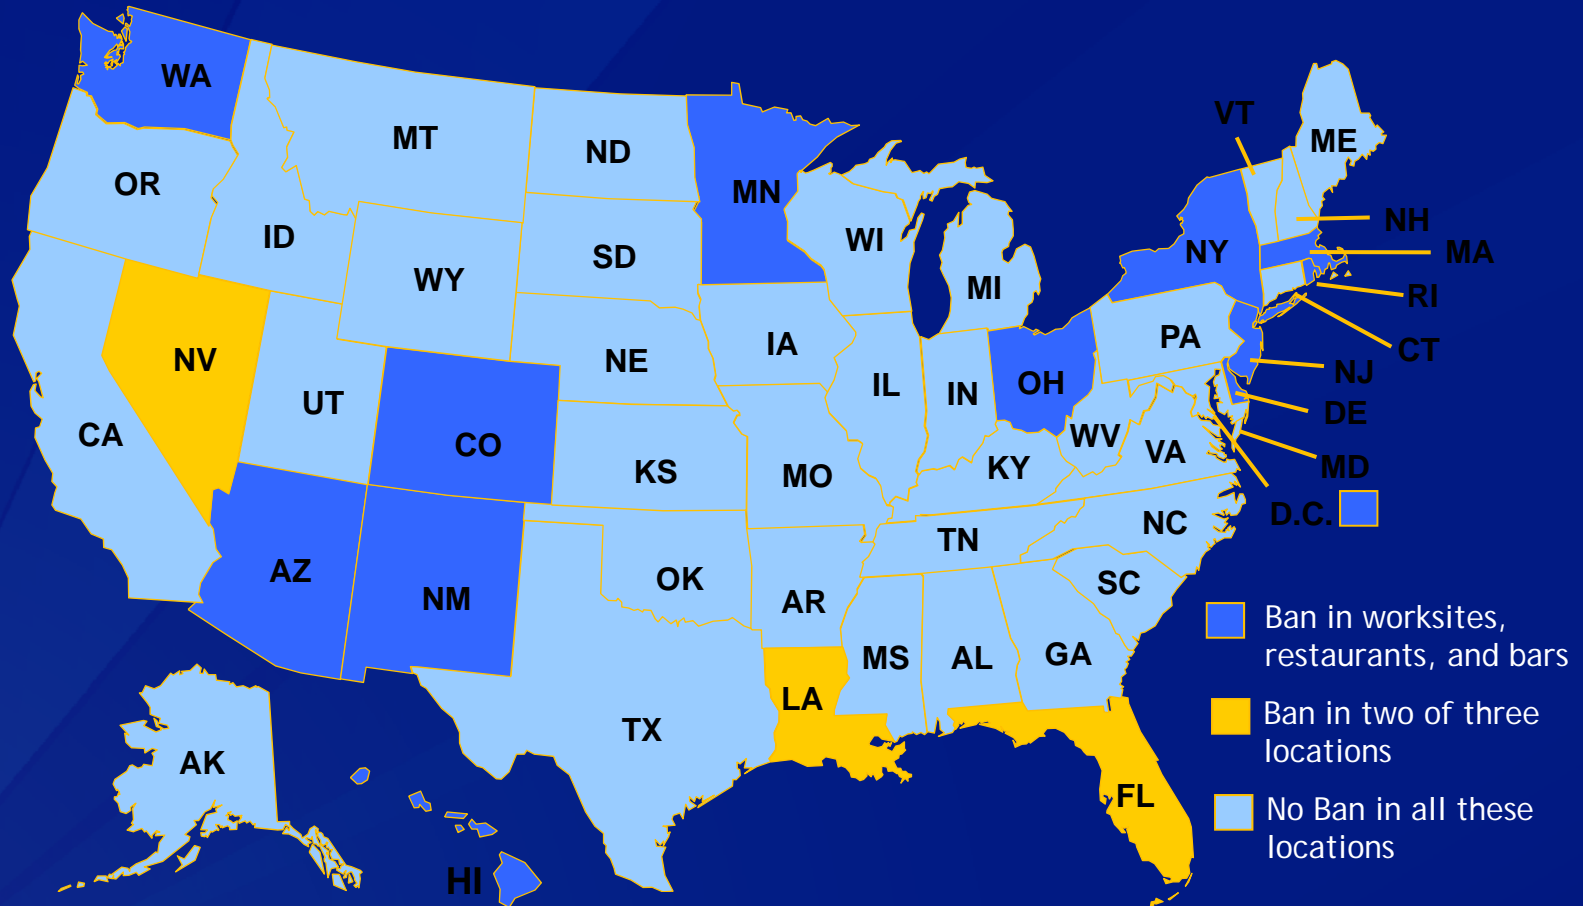 WA
MT
ND
MN
VT
ME
OR
ID
WY
SD
WI
MI
NY
NH
MA
RI
CT
NV
UT
CO
NE
IA
IL
IN
OH
PA
NJ
DE
MD
D.C.
CA
KS
MO
KY
WV
VA
AZ
NM
OK
AR
TN
NC
SC
MS
AL
GA
TX
LA
FL
AK
HI
Ban in worksites,
restaurants, and bars
Ban in two of three
locations
No Ban in all these
locations